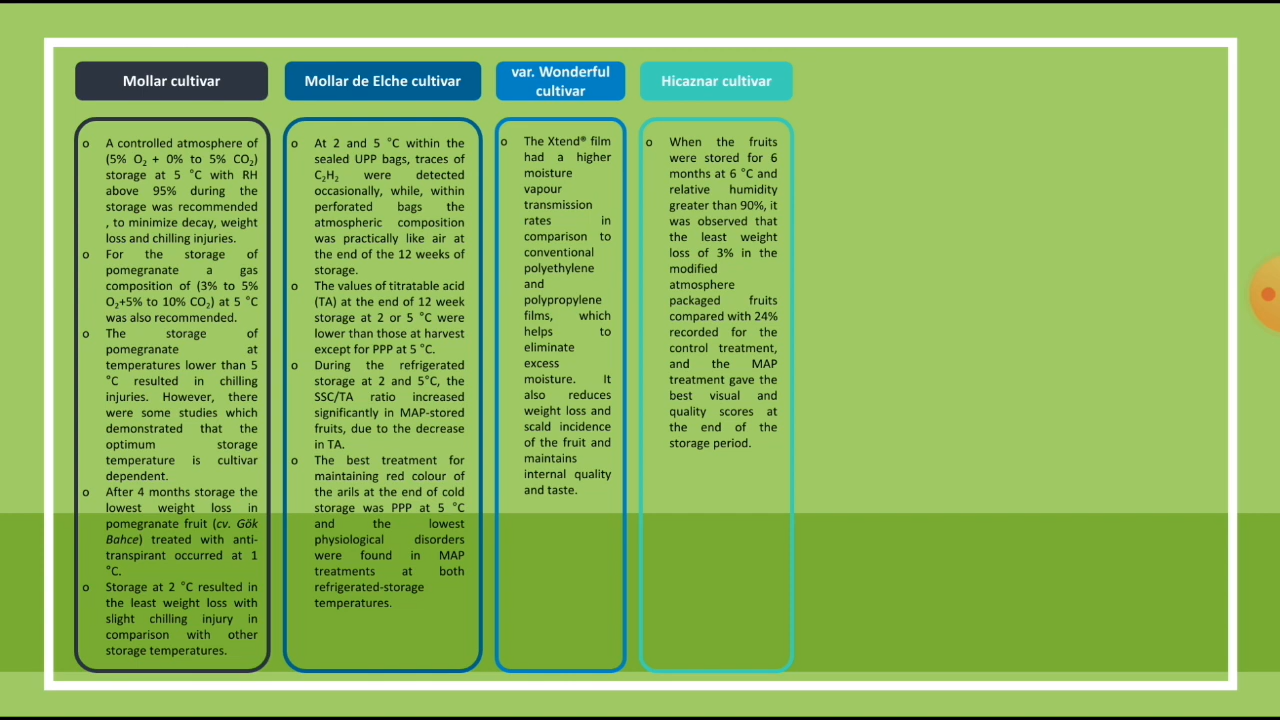 Mollar cultivar
A controlled atmosphere of
(5% O₂ + 0% to 5% CO₂)
storage at 5 °C with RH
above 95% during the
storage was recommended
, to minimize decay, weight
loss and chilling injuries.
For the storage of
pomegranate a gas
composition of (3% to 5%
O₂+5% to 10% CO₂) at 5 °C
was also recommended.
The storage of
pomegranate at
temperatures lower than 5
°C resulted in chilling
injuries. However, there
were some studies which
demonstrated that the
optimum storage
temperature is cultivar
dependent.
After 4 months storage the
lowest weight loss in
pomegranate fruit (cv. Gök
Bahce) treated with anti-
transpirant occurred at 1
°C.
Storage at 2 °C resulted in
the least weight loss with
slight chilling injury in
comparison with other
storage temperatures.
Mollar de Elche cultivar
At 2 and 5 °C within the
sealed UPP bags, traces of
C₂H₂ were detected
occasionally, while, within
perforated bags the
atmospheric composition
was practically like air at
the end of the 12 weeks of
storage.
The values of titratable acid
(TA) at the end of 12 week
storage at 2 or 5 °C were
lower than those at harvest
except for PPP at 5 °C.
During the refrigerated
storage at 2 and 5°C, the
SSC/TA ratio increased
significantly in MAP-stored
fruits, due to the decrease
in TA.
The best treatment for
maintaining red colour of
the arils at the end of cold
storage was PPP at 5 °C
and the lowest
physiological disorders
were found in MAP
treatments at both
refrigerated-storage
temperatures.
var. Wonderful
cultivar
The Xtend® film
had a higher
moisture
vapour
transmission
rates in
comparison to
conventional
polyethylene
and
polypropylene
films, which
helps to
eliminate
excess
moisture. It
also reduces
weight loss and
scald incidence
of the fruit and
maintains
internal quality
and taste.
Hicaznar cultivar
When the fruits
were stored for 6
months at 6 °C and
relative humidity
greater than 90%, it
was observed that
the least weight
loss of 3% in the
modified
atmosphere
packaged fruits
compared with 24%
recorded for the
control treatment,
and the MAP
treatment gave the
best visual and
quality scores at
the end of the
storage period.